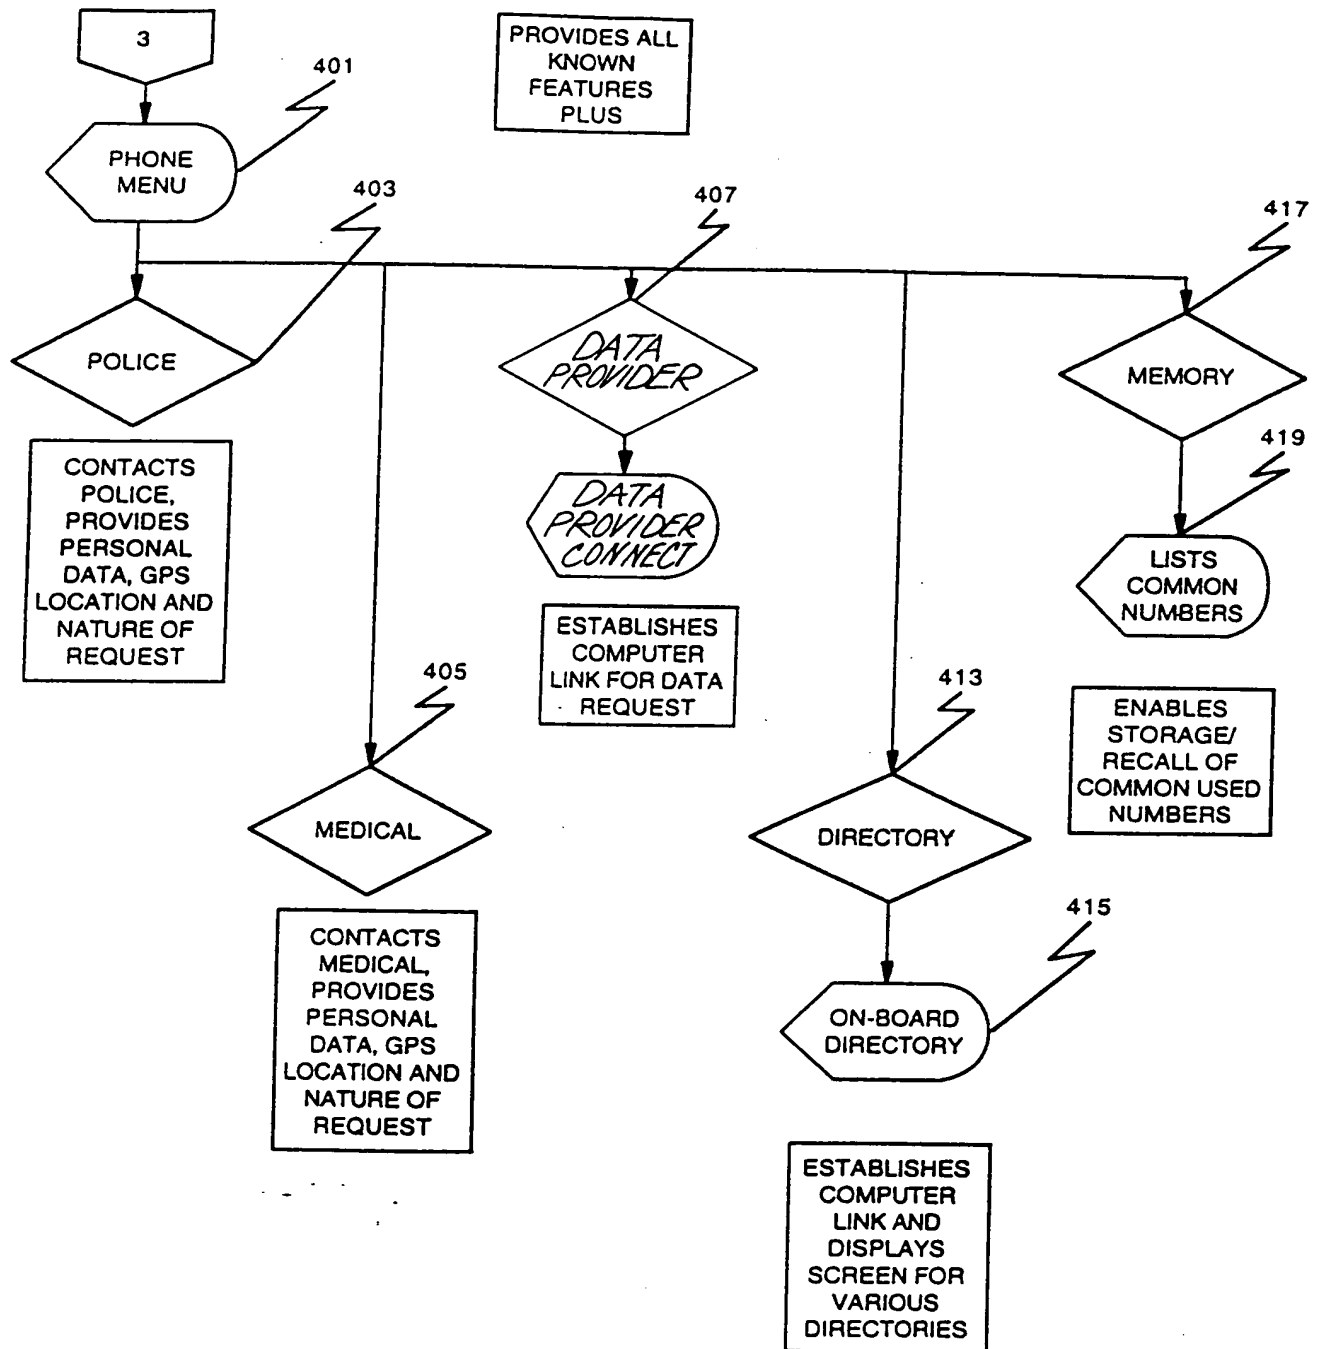 3
PROVIDES ALL
KNOWN
FEATURES
PLUS
401
PHONE
MENU
403
407
417
POLICE
DATA
PROVIDER
MEMORY
CONTACTS
POLICE,
PROVIDES
PERSONAL
DATA, GPS
LOCATION AND
NATURE OF
REQUEST
DATA
PROVIDER
CONNECT
419
LISTS
COMMON
NUMBERS
ESTABLISHES
COMPUTER
LINK FOR DATA
REQUEST
405
413
ENABLES
STORAGE/
RECALL OF
COMMON USED
NUMBERS
MEDICAL
DIRECTORY
CONTACTS
MEDICAL,
PROVIDES
PERSONAL
DATA, GPS
LOCATION AND
NATURE OF
REQUEST
415
ON-BOARD
DIRECTORY
ESTABLISHES
COMPUTER
LINK AND
DISPLAYS
SCREEN FOR
VARIOUS
DIRECTORIES